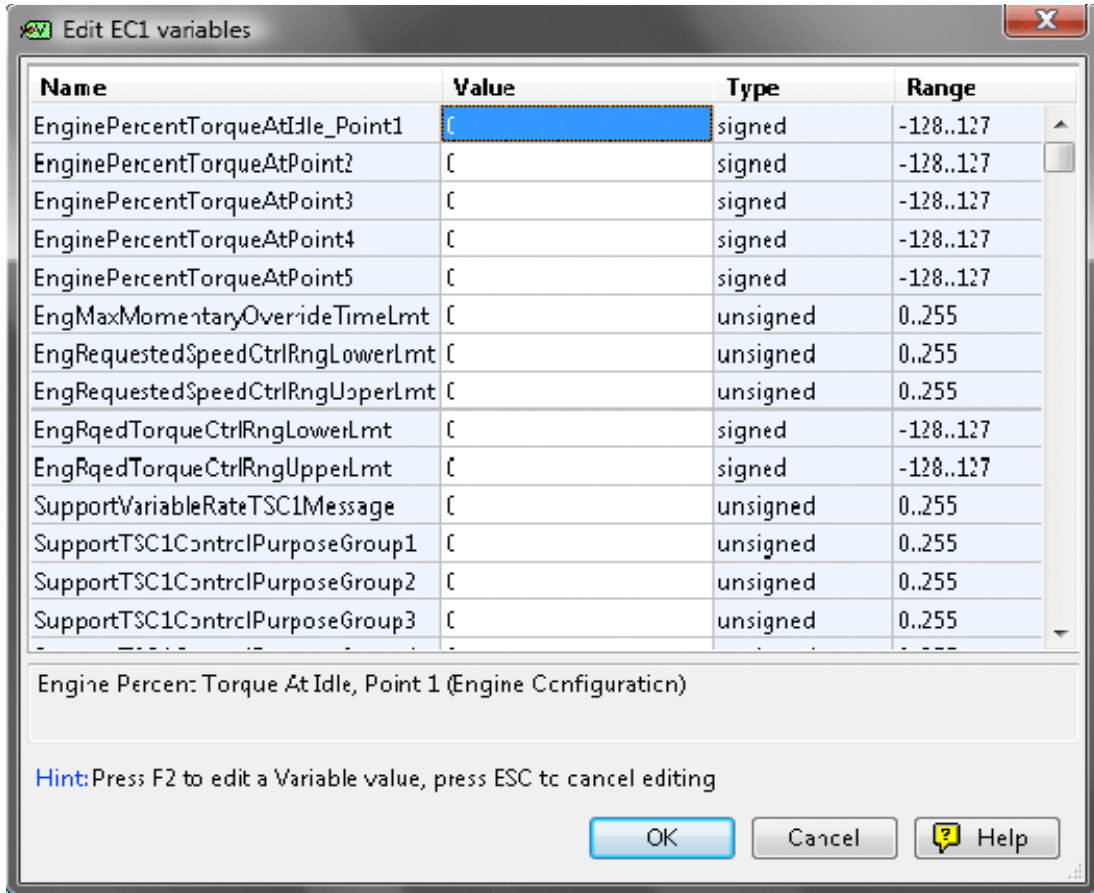 Edit EC1 variables
Name Value Type Range
EnginePercentTorqueAtIdle_Point1 0 signed -128..127
EnginePercentTorqueAtPoint2 0 signed -128..127
EnginePercentTorqueAtPoint3 0 signed -128..127
EnginePercentTorqueAtPoint4 0 signed -128..127
EnginePercentTorqueAtPoint5 0 signed -128..127
EngMaxMomentaryOverrideTimeLmt 0 unsigned 0..255
EngRequestedSpeedCtrlRngLowerLmt 0 unsigned 0..255
EngRequestedSpeedCtrlRngUpperLmt 0 unsigned 0..255
EngRqedTorqueCtrlRngLowerLmt 0 signed -128..127
EngRqedTorqueCtrlRngUpperLmt 0 signed -128..127
SupportVariableRateTSC1Message 0 unsigned 0..255
SupportTSC1ControlPurposeGroup1 0 unsigned 0..255
SupportTSC1ControlPurposeGroup2 0 unsigned 0..255
SupportTSC1ControlPurposeGroup3 0 unsigned 0..255
Engine Percent Torque At Idle, Point 1 (Engine Configuration)
Hint: Press F2 to edit a Variable value, press ESC to cancel editing
OK Cancel Help